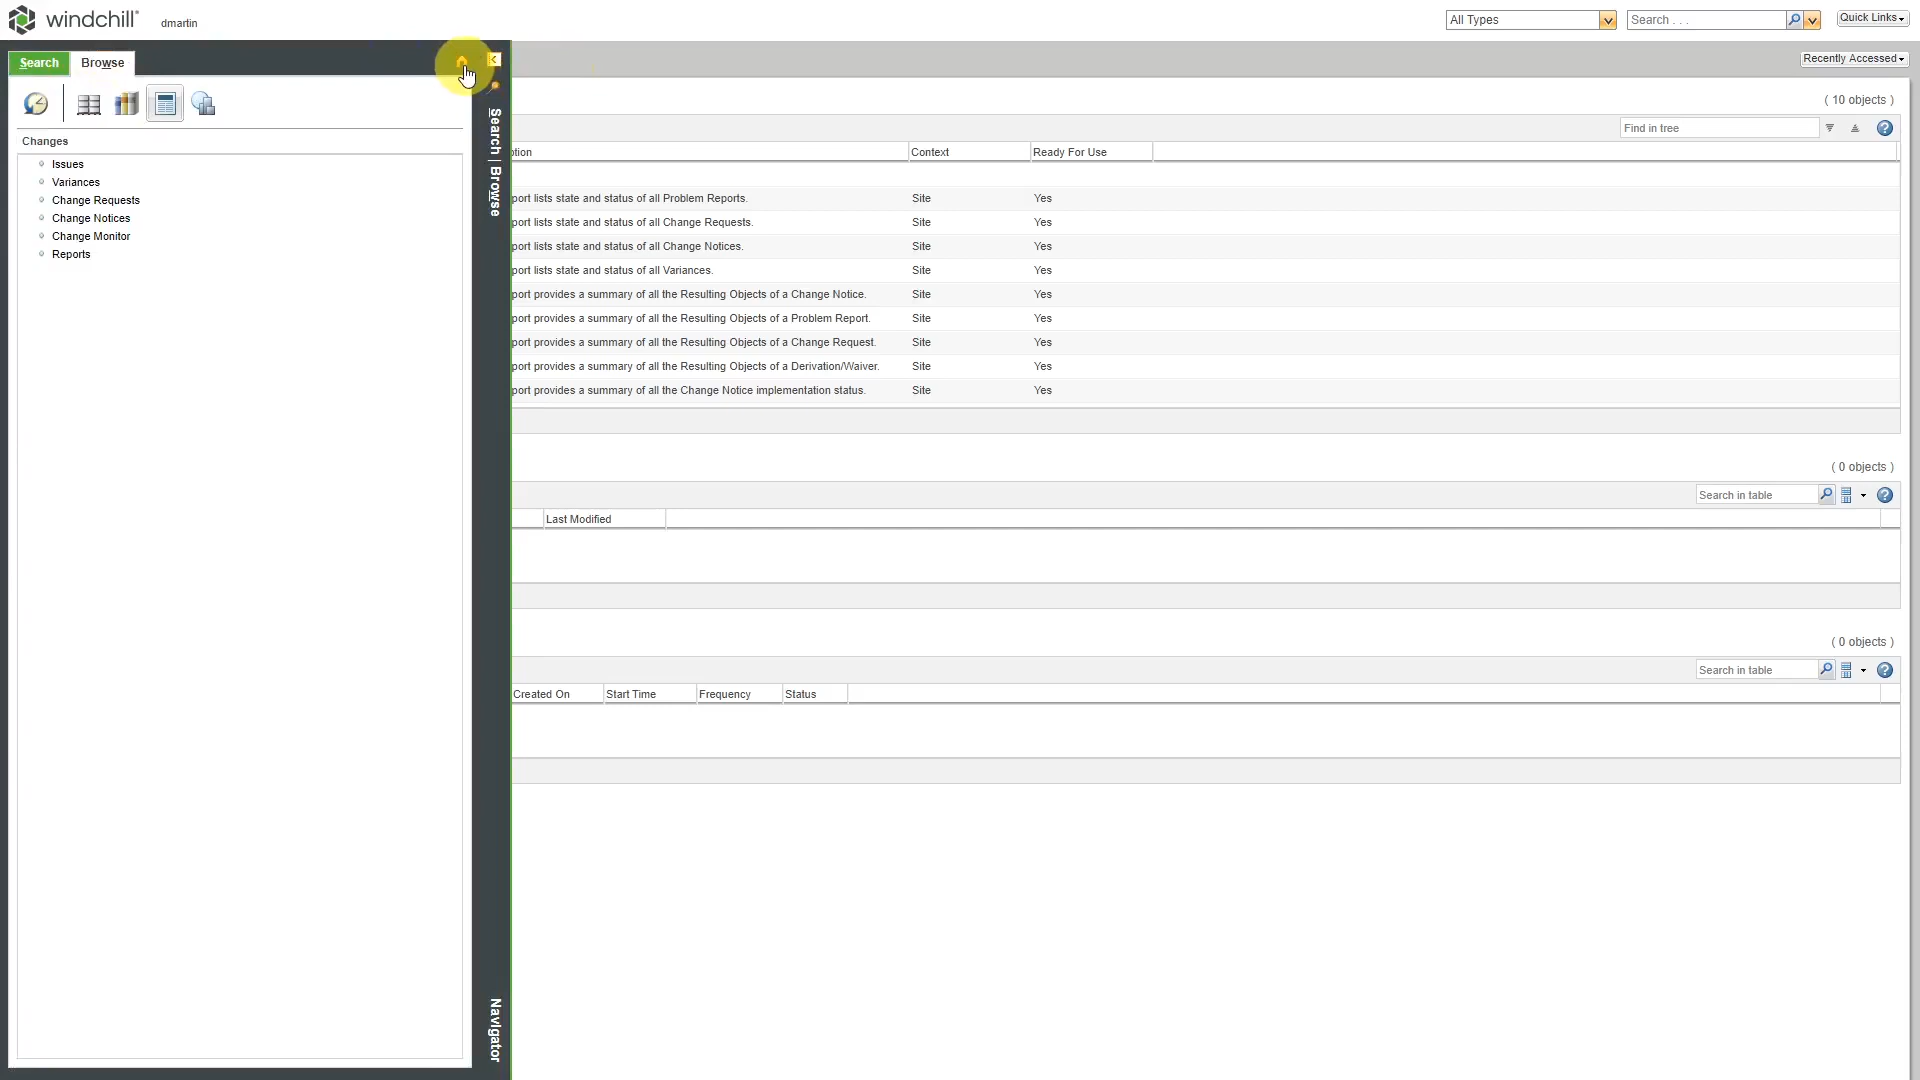 windchill® dmartin All Types Search . . . Quick Links
Search Browse Recently Accessed
( 10 objects )
Changes Find in tree
ption Context Ready For Use
Issues
Variances
Change Requests
Change Notices
Change Monitor
Reports
Search | Browse
Navigator
port lists state and status of all Problem Reports. Site Yes
port lists state and status of all Change Requests. Site Yes
port lists state and status of all Change Notices. Site Yes
port lists state and status of all Variances. Site Yes
port provides a summary of all the Resulting Objects of a Change Notice. Site Yes
port provides a summary of all the Resulting Objects of a Problem Report. Site Yes
port provides a summary of all the Resulting Objects of a Change Request. Site Yes
port provides a summary of all the Resulting Objects of a Derivation/Waiver. Site Yes
port provides a summary of all the Change Notice implementation status. Site Yes
( 0 objects )
Search in table
Last Modified
( 0 objects )
Search in table
Created On Start Time Frequency Status